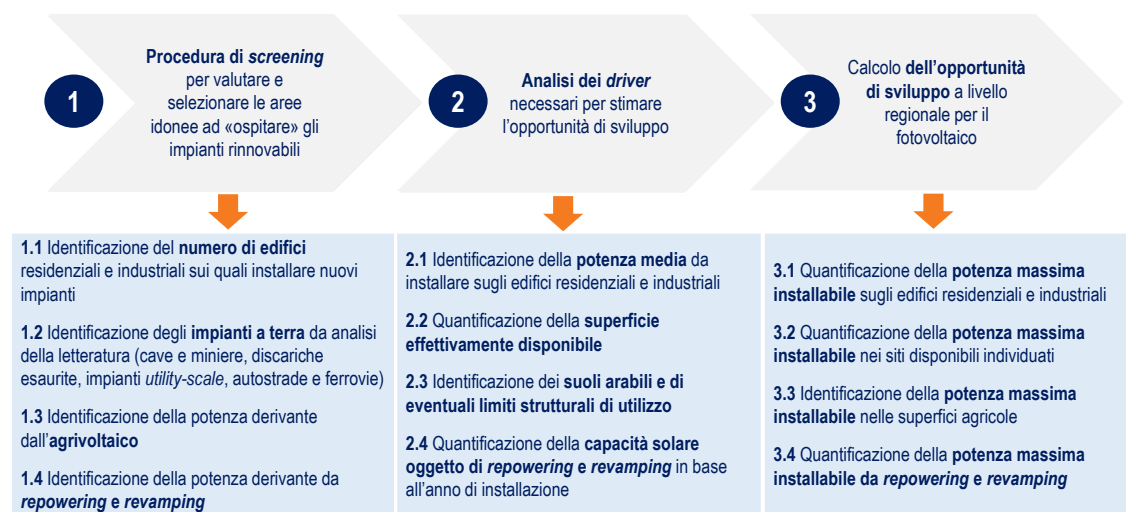 1
Procedura di screening
per valutare e
selezionare le aree
idonee ad «ospitare» gli
impianti rinnovabili
2
Analisi dei driver
necessari per stimare
l'opportunità di sviluppo
3
Calcolo dell'opportunità
di sviluppo a livello
regionale per il
fotovoltaico
1.1 Identificazione del numero di edifici
residenziali e industriali sui quali installare nuovi
impianti
1.2 Identificazione degli impianti a terra da analisi
della letteratura (cave e miniere, discariche
esaurite, impianti utility-scale, autostrade e ferrovie)
1.3 Identificazione della potenza derivante
dall'agrivoltaico
1.4 Identificazione della potenza derivante da
repowering e revamping
2.1 Identificazione della potenza media da
installare sugli edifici residenziali e industriali
2.2 Quantificazione della superficie
effettivamente disponibile
2.3 Identificazione dei suoli arabili e di
eventuali limiti strutturali di utilizzo
2.4 Quantificazione della capacità solare
oggetto di repowering e revamping in base
all'anno di installazione
3.1 Quantificazione della potenza massima
installabile sugli edifici residenziali e industriali
3.2 Quantificazione della potenza massima
installabile nei siti disponibili individuati
3.3 Identificazione della potenza massima
installabile nelle superfici agricole
3.4 Quantificazione della potenza massima
installabile da repowering e revamping